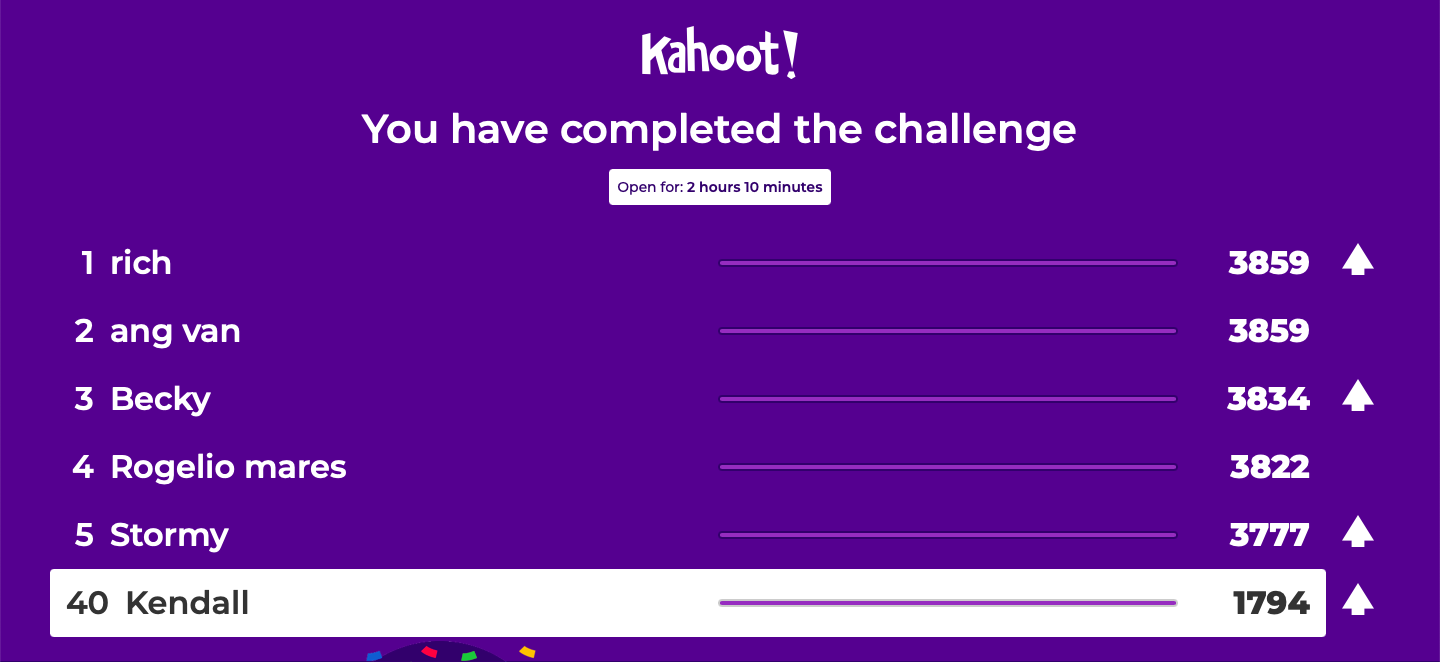 Kahoot!
You have completed the challenge
Open for: 2 hours 10 minutes
1 rich 3859
2 ang van 3859
3 Becky 3834
4 Rogelio mares 3822
5 Stormy 3777
40 Kendall 1794